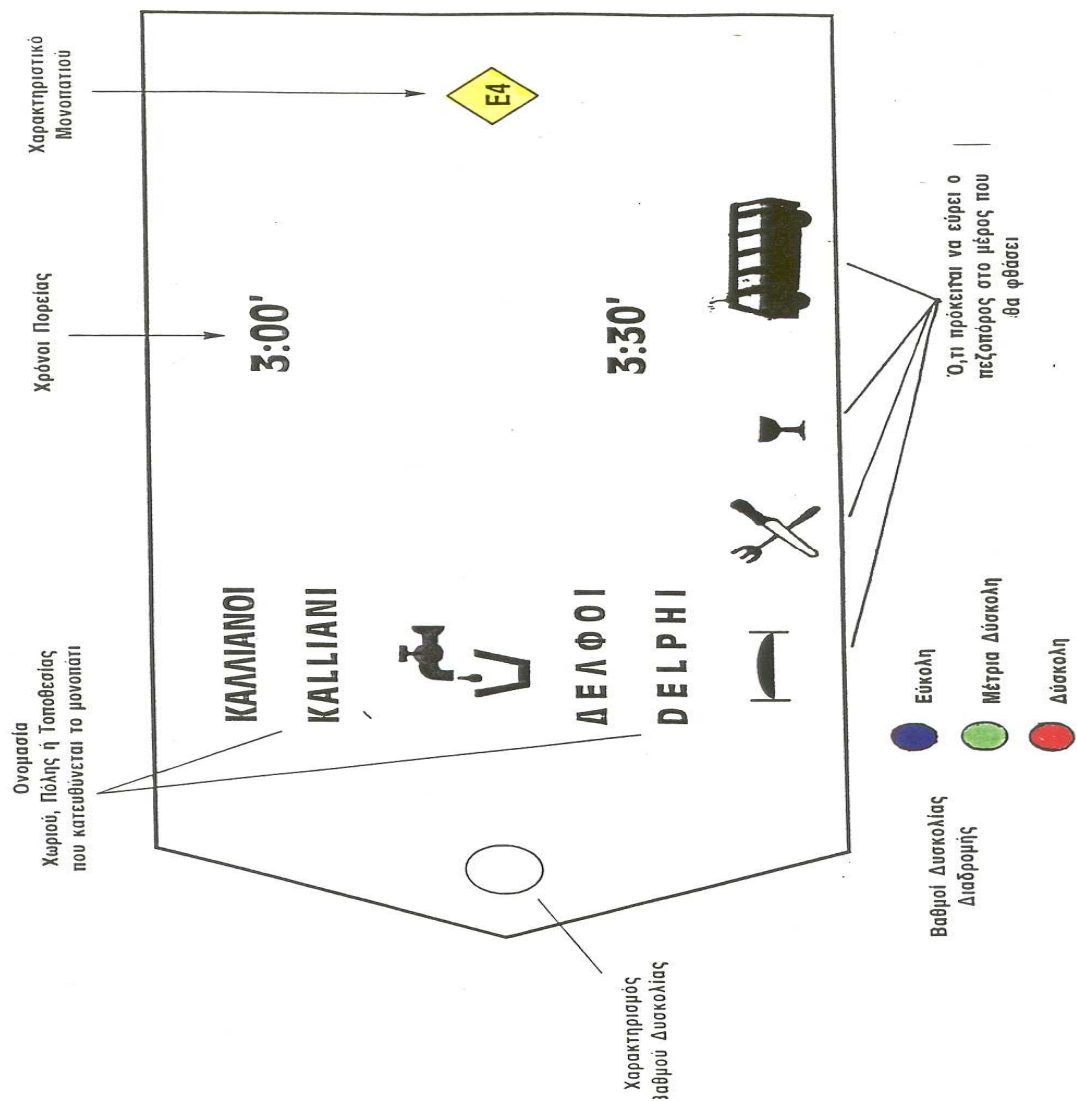 Ονομασία
Χωριού, Πόλης ή Τοποθεσίας
που κατευθύνεται το μονοπάτι
Χρόνοι Πορείας
Χαρακτηριστικό
Μονοπατιού
ΚΑΛΛΙΑΝΟΙ
3:00'
KALLIANI
E4
ΔΕΛΦΟΙ
3:30'
DELPHI
Χαρακτηρισμός
Βαθμού Δυσκολίας
Βαθμοί Δυσκολίας
Διαδρομής
Εύκολη
Μέτρια Δύσκολη
Δύσκολη
Ό,τι πρόκειται να εύρει ο
πεζοπόρος στο μέρος που
θα φθάσει